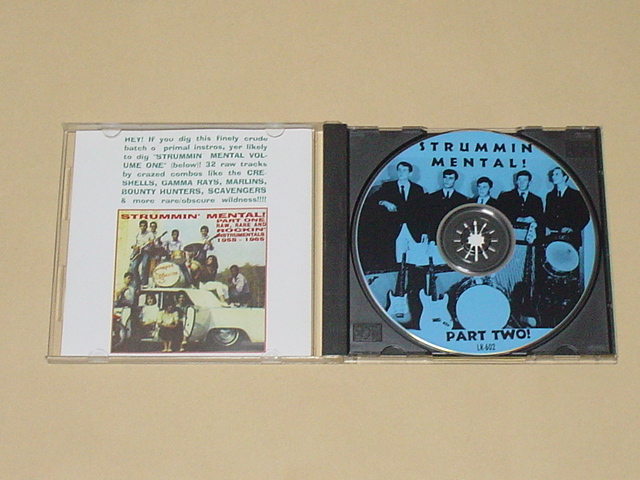 HEY! If you dig this finely crude
batch o primal instros, yer likely
to dig "STRUMMIN MENTAL VOL-
UME ONE" (below)! 32 raw tracks
by crazed combos like the CRE-
SHELLS, GAMMA RAYS, MARLINS,
BOUNTY HUNTERS, SCAVENGERS
& more rare/obscure wildness!!!!
STRUMMIN' MENTAL!
PART ONE
RAW, RARE AND
ROCKIN'
INSTRUMENTALS
1958 - 1965
STRUMMIN
MENTAL!
PART TWO!
LK-602